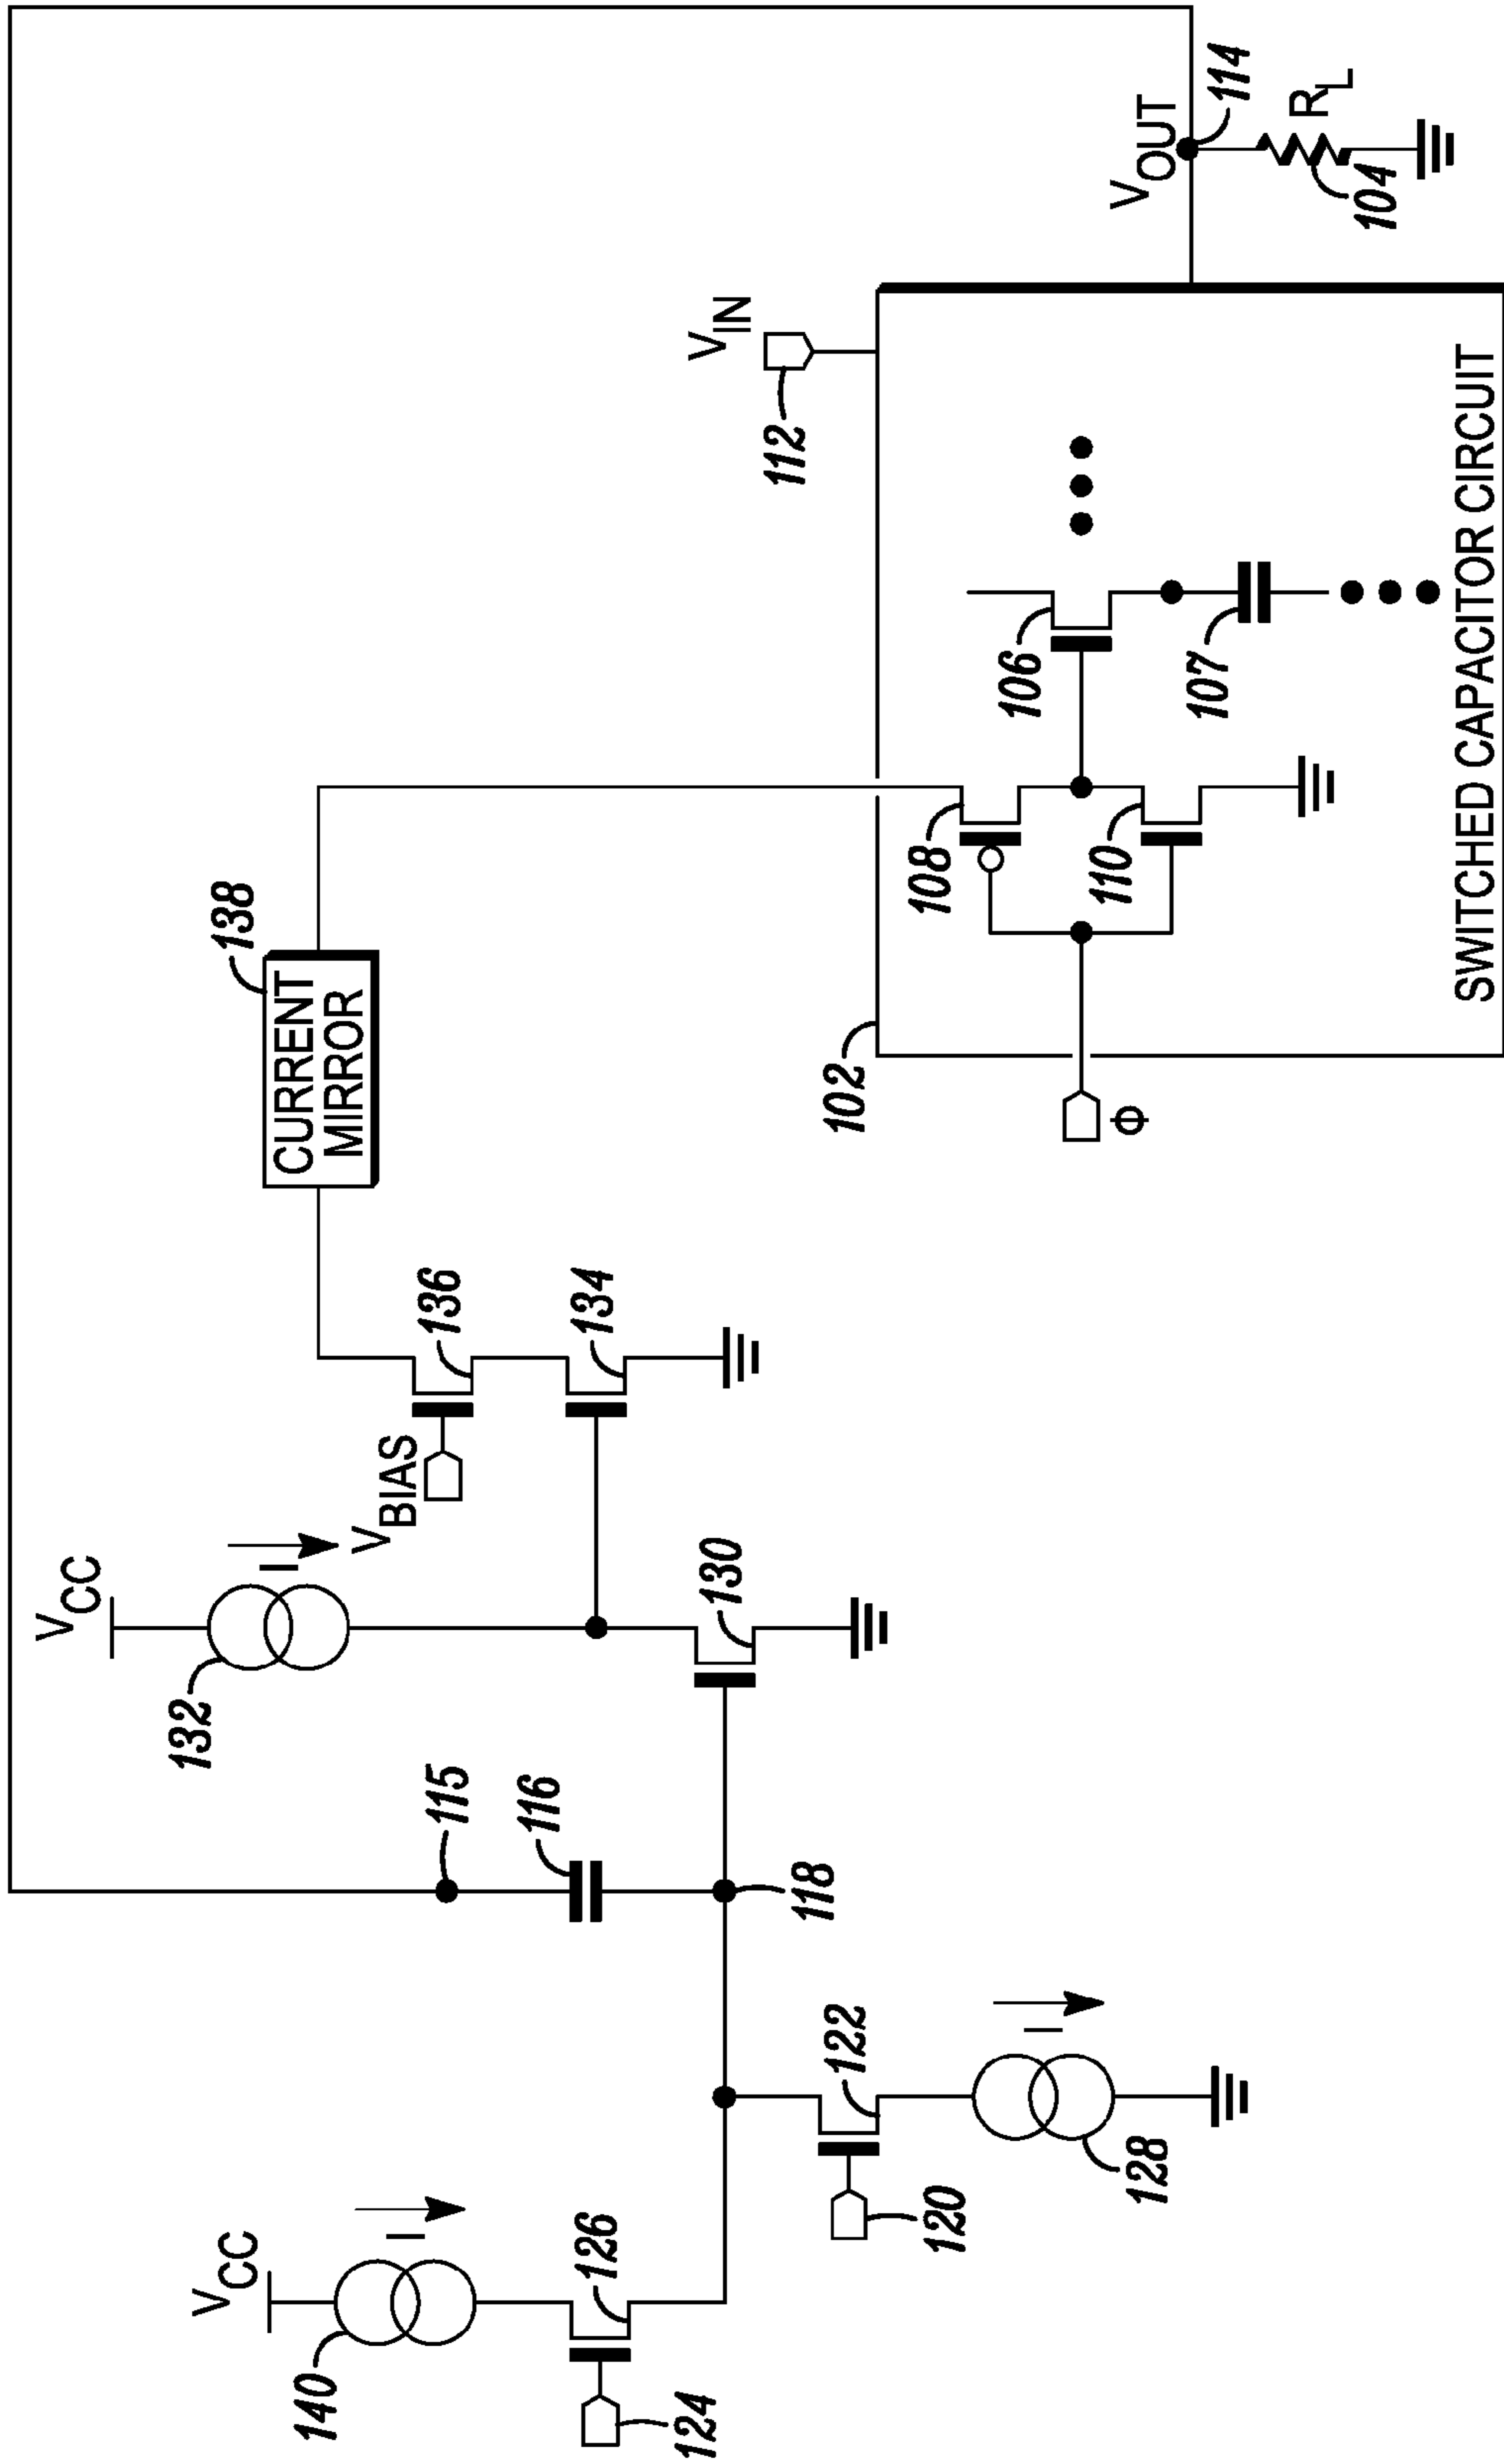 VCC
132
I
VCC
140
I
124
126
120
122
128
I
115
116
118
130
VBIAS
136
134
CURRENT
MIRROR
138
102
Φ
108
110
106
107
VIN
112
VOUT
114
RL
104
SWITCHED CAPACITOR CIRCUIT